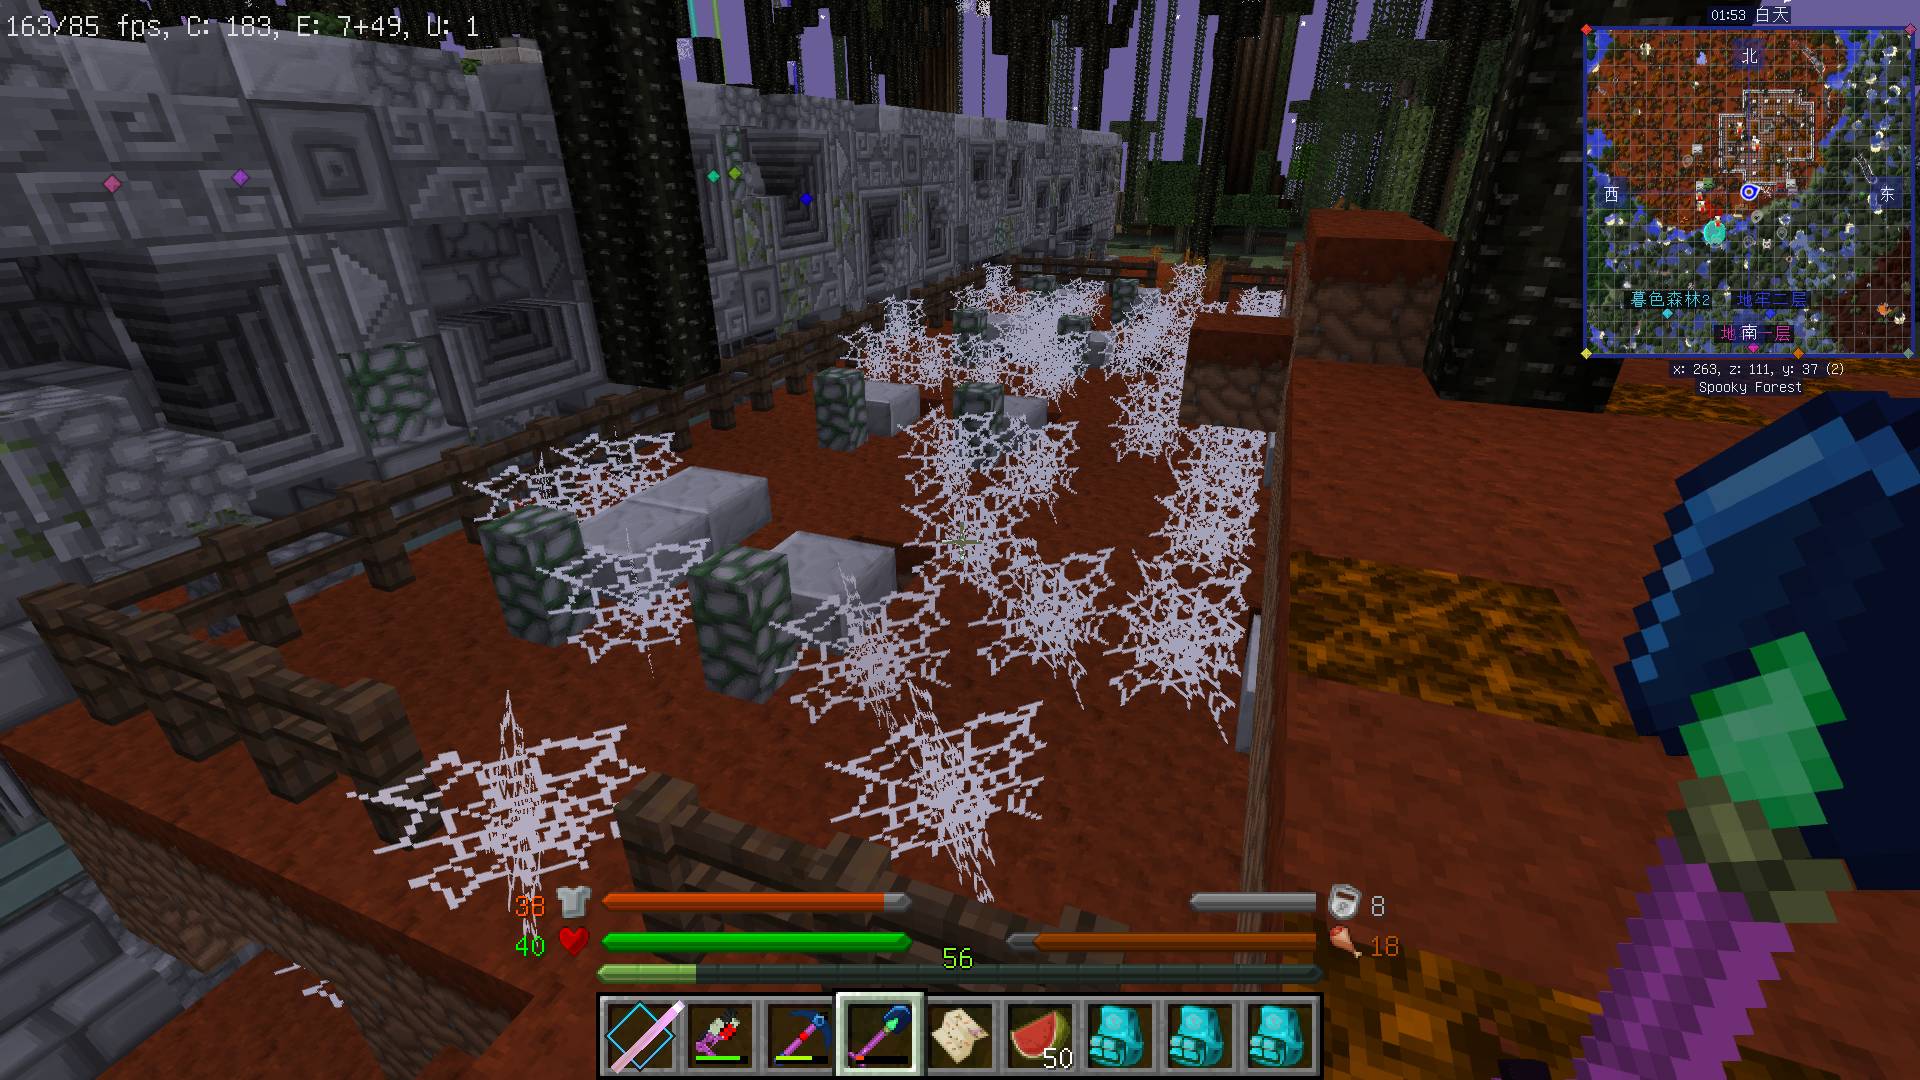 163/85 fps, C: 183, E: 7+49, U: 1
01:53 白天
北
西
东
暮色森林2
地牢二层
地南一层
x: 263, z: 111, y: 37 (2)
Spooky Forest
38
8
40
18
56
50